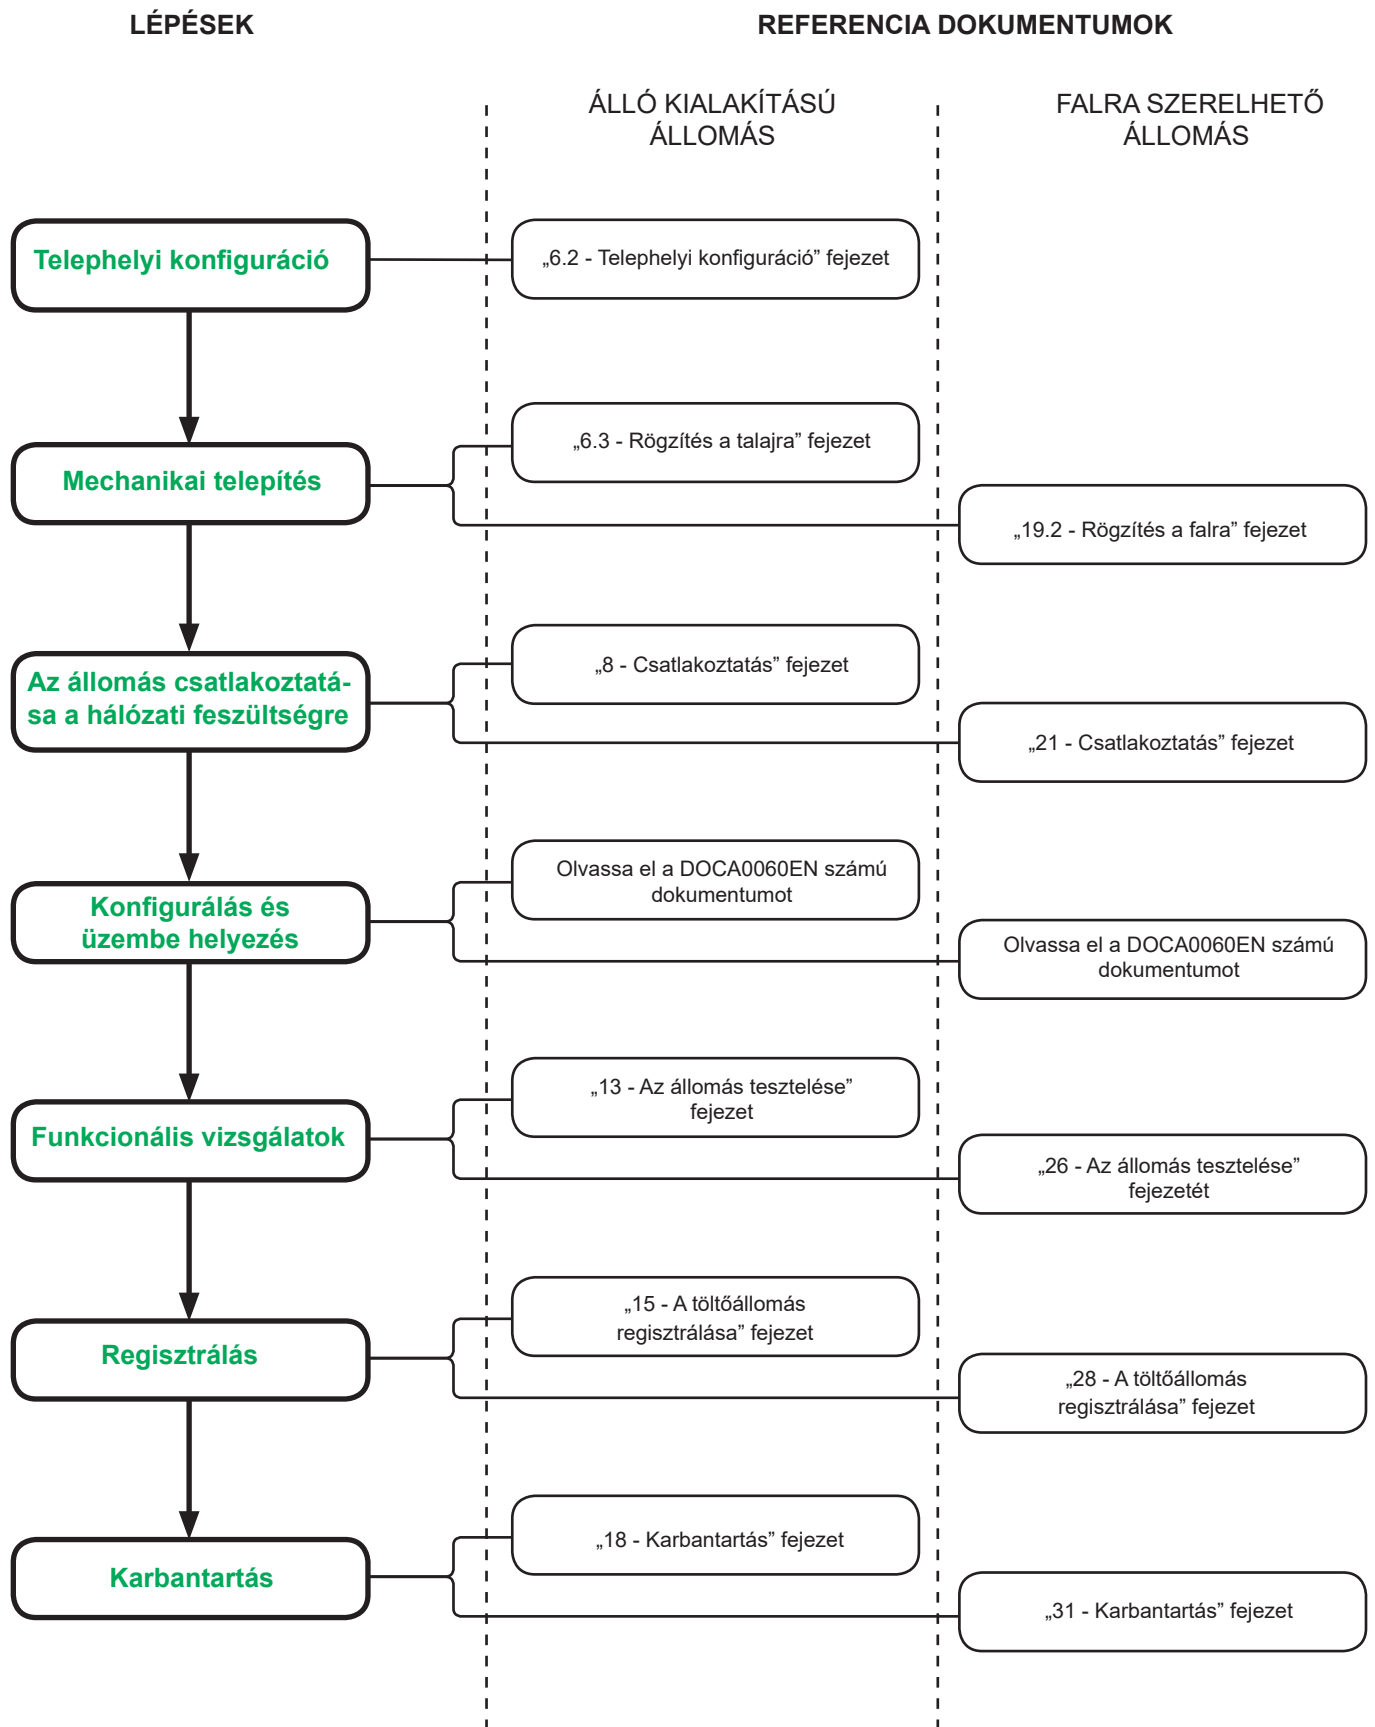 LÉPÉSEK
REFERENCIA DOKUMENTUMOK
ÁLLÓ KIALAKÍTÁSÚ
ÁLLOMÁS
FALRA SZERELHETŐ
ÁLLOMÁS
Telephelyi konfiguráció
„6.2 - Telephelyi konfiguráció” fejezet
Mechanikai telepítés
„6.3 - Rögzítés a talajra” fejezet
„19.2 - Rögzítés a falra” fejezet
Az állomás csatlakoztatá-
sa a hálózati feszültségre
„8 - Csatlakoztatás” fejezet
„21 - Csatlakoztatás” fejezet
Konfigurálás és
üzembe helyezés
Olvassa el a DOCA0060EN számú
dokumentumot
Olvassa el a DOCA0060EN számú
dokumentumot
Funkcionális vizsgálatok
„13 - Az állomás tesztelése”
fejezet
„26 - Az állomás tesztelése”
fejezetét
Regisztrálás
„15 - A töltőállomás
regisztrálása” fejezet
„28 - A töltőállomás
regisztrálása” fejezet
Karbantartás
„18 - Karbantartás” fejezet
„31 - Karbantartás” fejezet